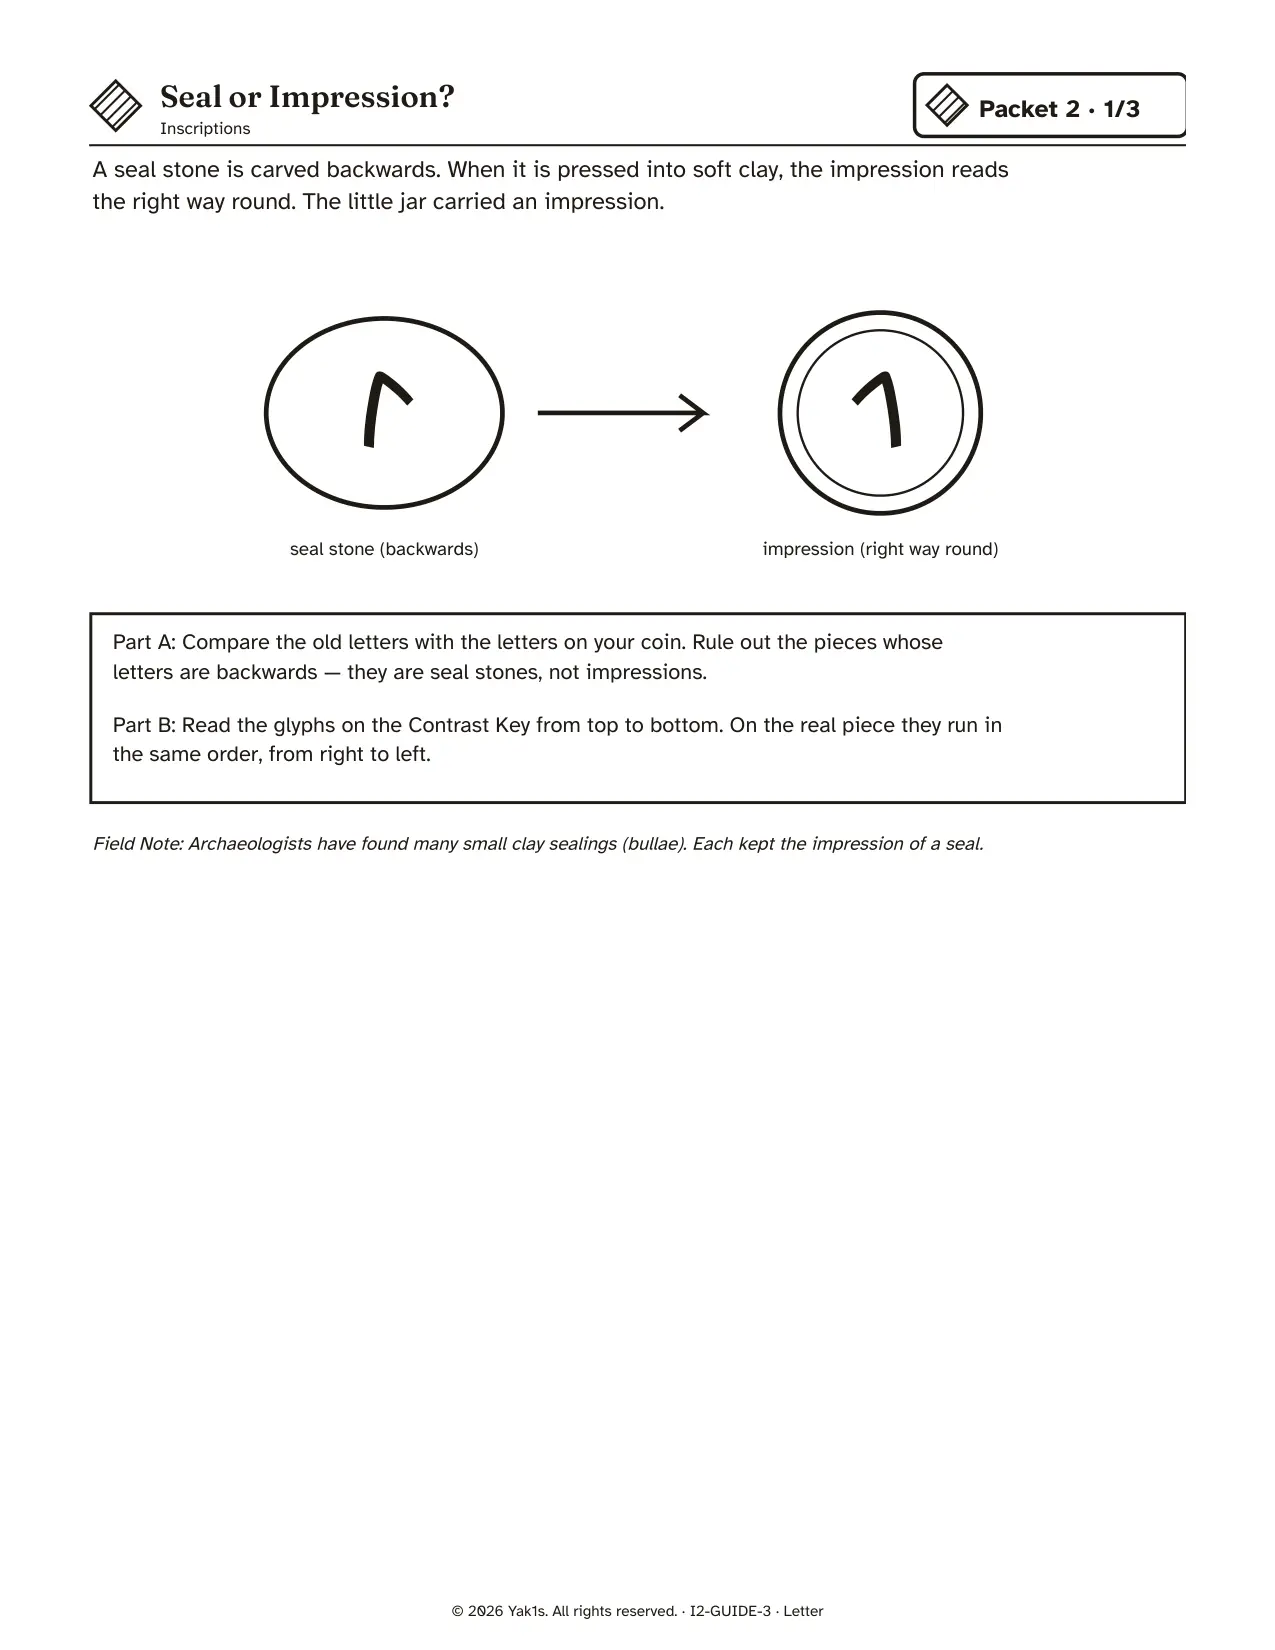 Seal or Impression?
Inscriptions
Packet 2 · 1/3
A seal stone is carved backwards. When it is pressed into soft clay, the impression reads
the right way round. The little jar carried an impression.
seal stone (backwards)
impression (right way round)
Part A: Compare the old letters with the letters on your coin. Rule out the pieces whose
letters are backwards — they are seal stones, not impressions.
Part B: Read the glyphs on the Contrast Key from top to bottom. On the real piece they run in
the same order, from right to left.
Field Note: Archaeologists have found many small clay sealings (bullae). Each kept the impression of a seal.
© 2026 Yak1s. All rights reserved. · I2-GUIDE-3 · Letter